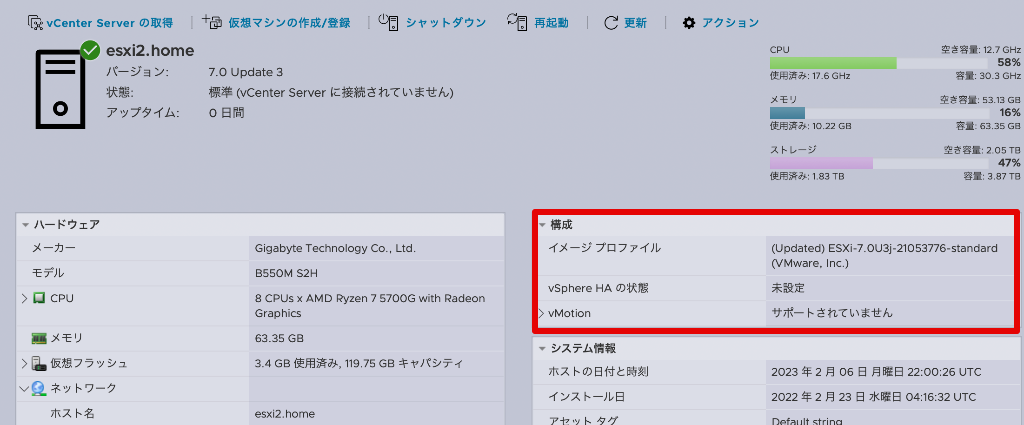 vCenter Server の取得 仮想マシンの作成/登録 シャットダウン 再起動 更新 アクション
esxi2.home
バージョン: 7.0 Update 3
状態: 標準 (vCenter Server に接続されていません)
アップタイム: 0 日間
CPU 空き容量: 12.7 GHz
58%
使用済み: 17.6 GHz 容量: 30.3 GHz
メモリ 空き容量: 53.13 GB
16%
使用済み: 10.22 GB 容量: 63.35 GB
ストレージ 空き容量: 2.05 TB
47%
使用済み: 1.83 TB 容量: 3.87 TB
ハードウェア
メーカー Gigabyte Technology Co., Ltd.
モデル B550M S2H
CPU 8 CPUs x AMD Ryzen 7 5700G with Radeon
Graphics
メモリ 63.35 GB
仮想フラッシュ 3.4 GB 使用済み, 119.75 GB キャパシティ
ネットワーク
ホスト名 esxi2.home
構成
イメージ プロファイル (Updated) ESXi-7.0U3j-21053776-standard
(VMware, Inc.)
vSphere HA の状態 未設定
vMotion サポートされていません
システム情報
ホストの日付と時刻 2023 年 2 月 06 日 月曜日 22:00:26 UTC
インストール日 2022 年 2 月 23 日 水曜日 04:16:32 UTC
アセット タグ Default string